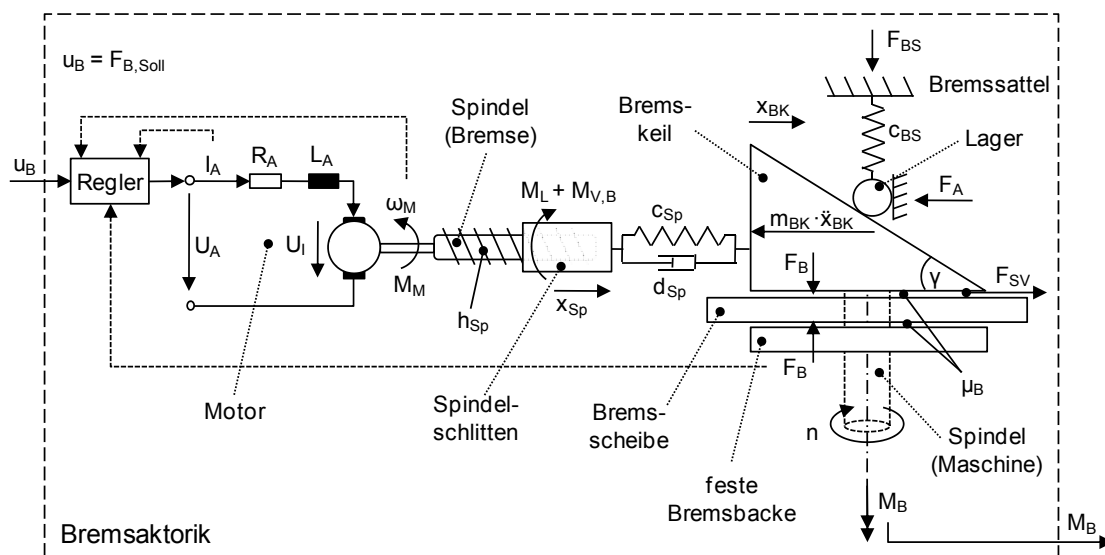 u_B = F_B,Soll
F_BS
Bremssattel
Spindel
(Bremse)
Brems-
keil
x_BK
c_BS
Lager
u_B
Regler
I_A
R_A
L_A
ω_M
M_L + M_V,B
c_Sp
F_A
m_BK · ẍ_BK
U_A
U_I
M_M
h_Sp
x_Sp
d_Sp
F_B
γ
F_SV
F_B
μ_B
Motor
Spindel-
schlitten
Brems-
scheibe
n
Spindel
(Maschine)
feste
Bremsbacke
M_B
M_B
Bremsaktorik